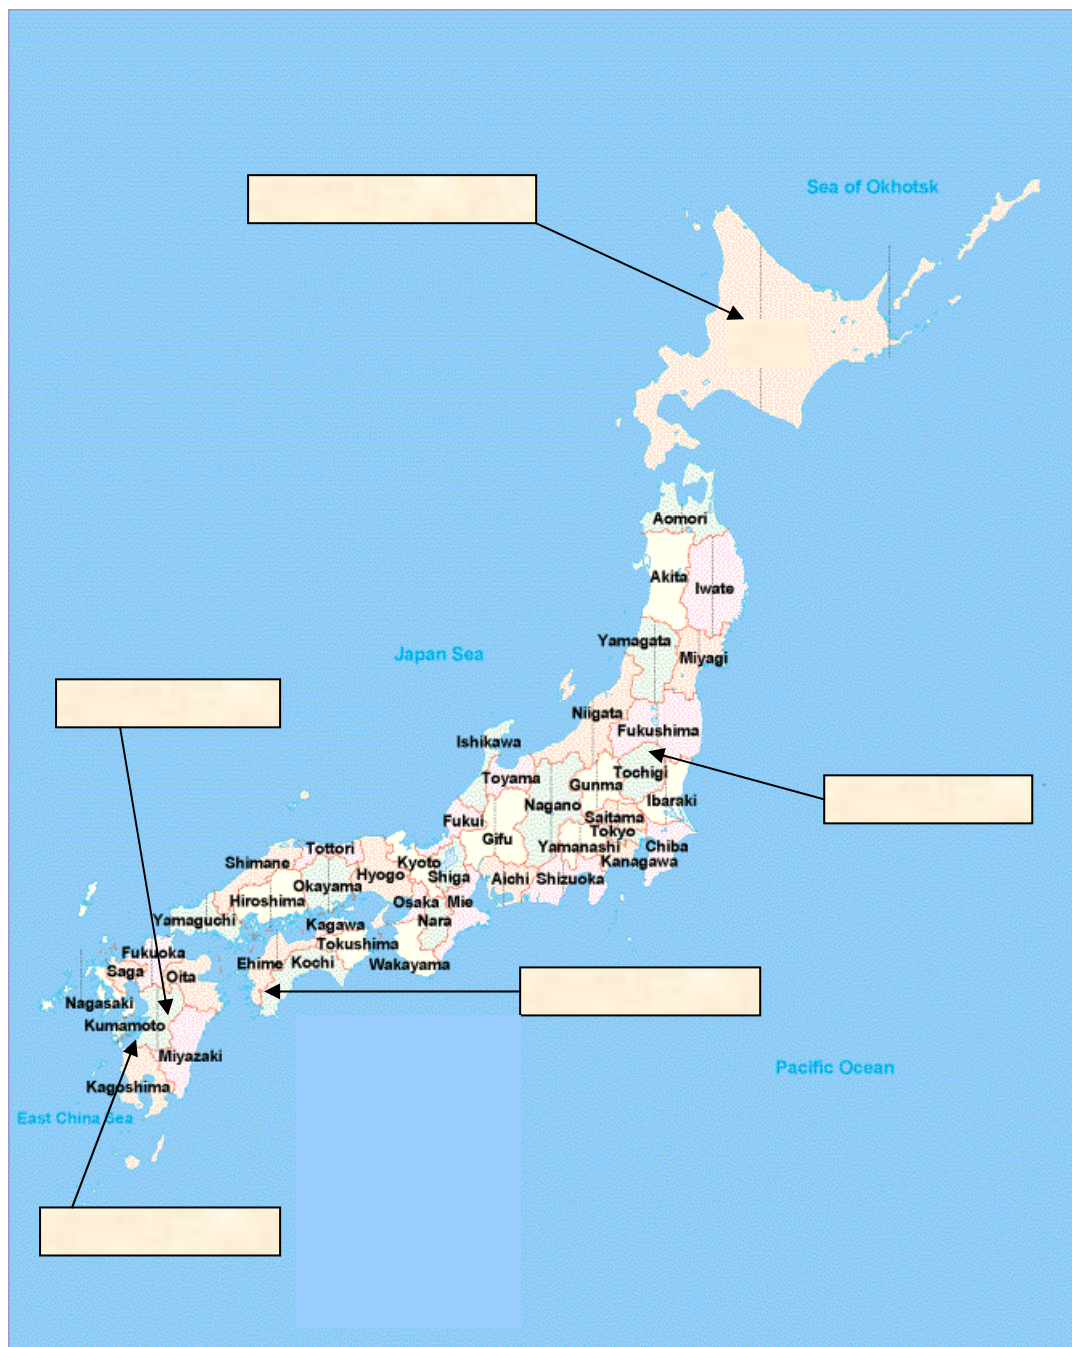 Sea of Okhotsk
Aomori
Akita
Iwate
Yamagata
Miyagi
Japan Sea
Niigata
Fukushima
Ishikawa
Toyama
Tochigi
Gunma
Nagano
Ibaraki
Saitama
Fukui
Tokyo
Gifu
Yamanashi
Chiba
Kanagawa
Tottori
Shimane
Kyoto
Hyogo
Shiga
Aichi
Shizuoka
Okayama
Hiroshima
Osaka
Mie
Nara
Yamaguchi
Kagawa
Tokushima
Fukuoka
Ehime
Kochi
Wakayama
Saga
Oita
Nagasaki
Kumamoto
Miyazaki
Pacific Ocean
Kagoshima
East China Sea